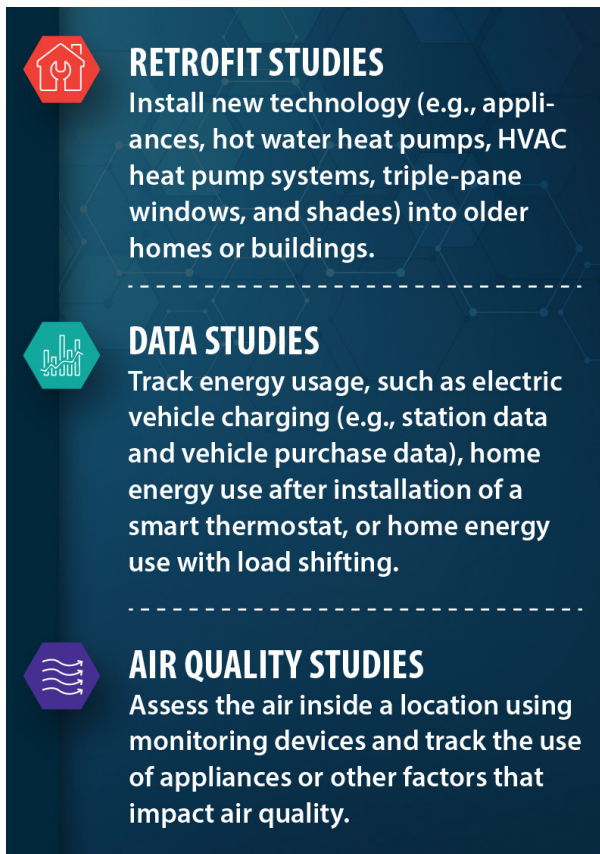 RETROFIT STUDIES
Install new technology (e.g., appli-
ances, hot water heat pumps, HVAC
heat pump systems, triple-pane
windows, and shades) into older
homes or buildings.
DATA STUDIES
Track energy usage, such as electric
vehicle charging (e.g., station data
and vehicle purchase data), home
energy use after installation of a
smart thermostat, or home energy
use with load shifting.
AIR QUALITY STUDIES
Assess the air inside a location using
monitoring devices and track the use
of appliances or other factors that
impact air quality.